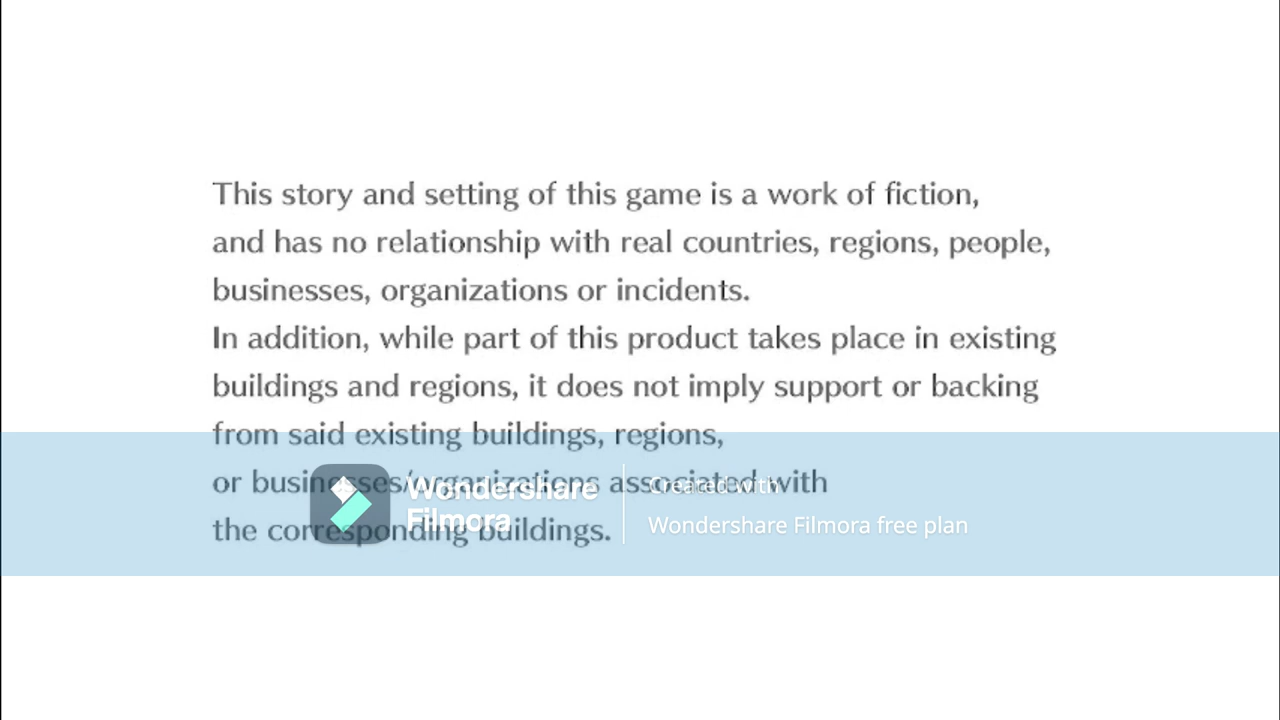 This story and setting of this game is a work of fiction,
and has no relationship with real countries, regions, people,
businesses, organizations or incidents.
In addition, while part of this product takes place in existing
buildings and regions, it does not imply support or backing
from said existing buildings, regions,
or businesses/organizations associated with
the corresponding buildings.
Wondershare
Filmora
Created with
Wondershare Filmora free plan